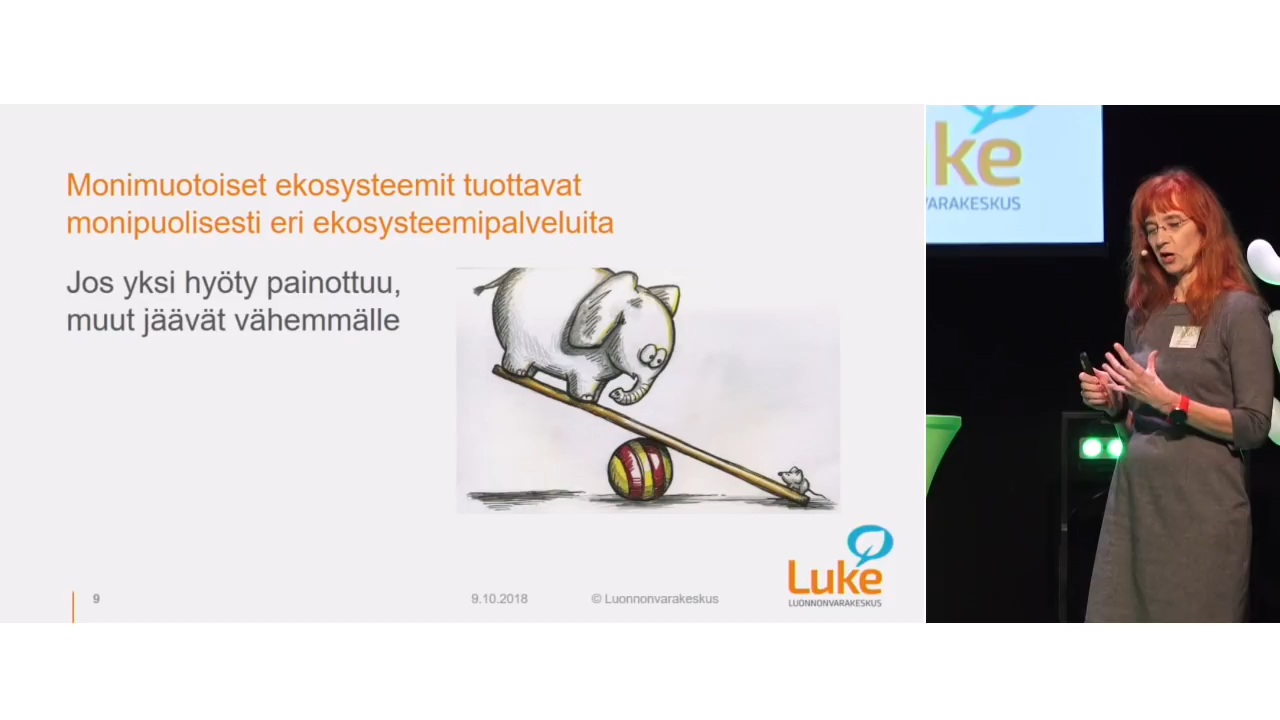 Monimuotoiset ekosysteemit tuottavat
monipuolisesti eri ekosysteemipalveluita
Jos yksi hyöty painottuu,
muut jäävät vähemmälle
Luke
LUONNONVARAKESKUS
9
9.10.2018
© Luonnonvarakeskus
ke
VARAKESKUS